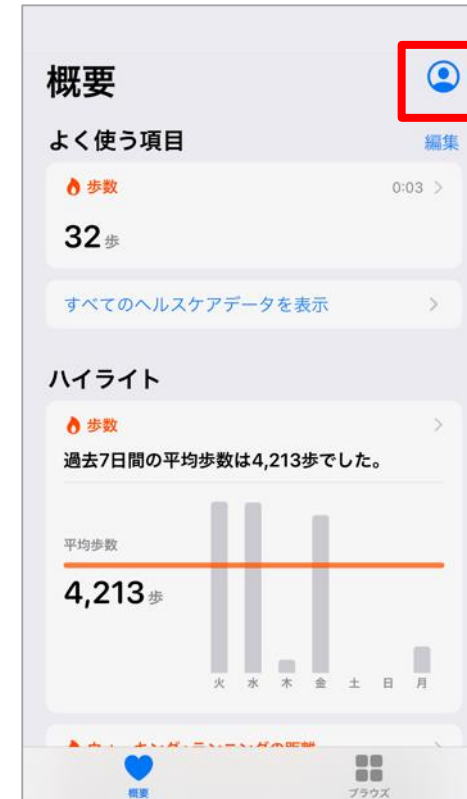 概要
よく使う項目 編集
歩数 0:03
32歩
すべてのヘルスケアデータを表示
ハイライト
歩数
過去7日間の平均歩数は4,213歩でした。
平均歩数
4,213歩
火 水 木 金 土 日 月
概要 ブラウズ